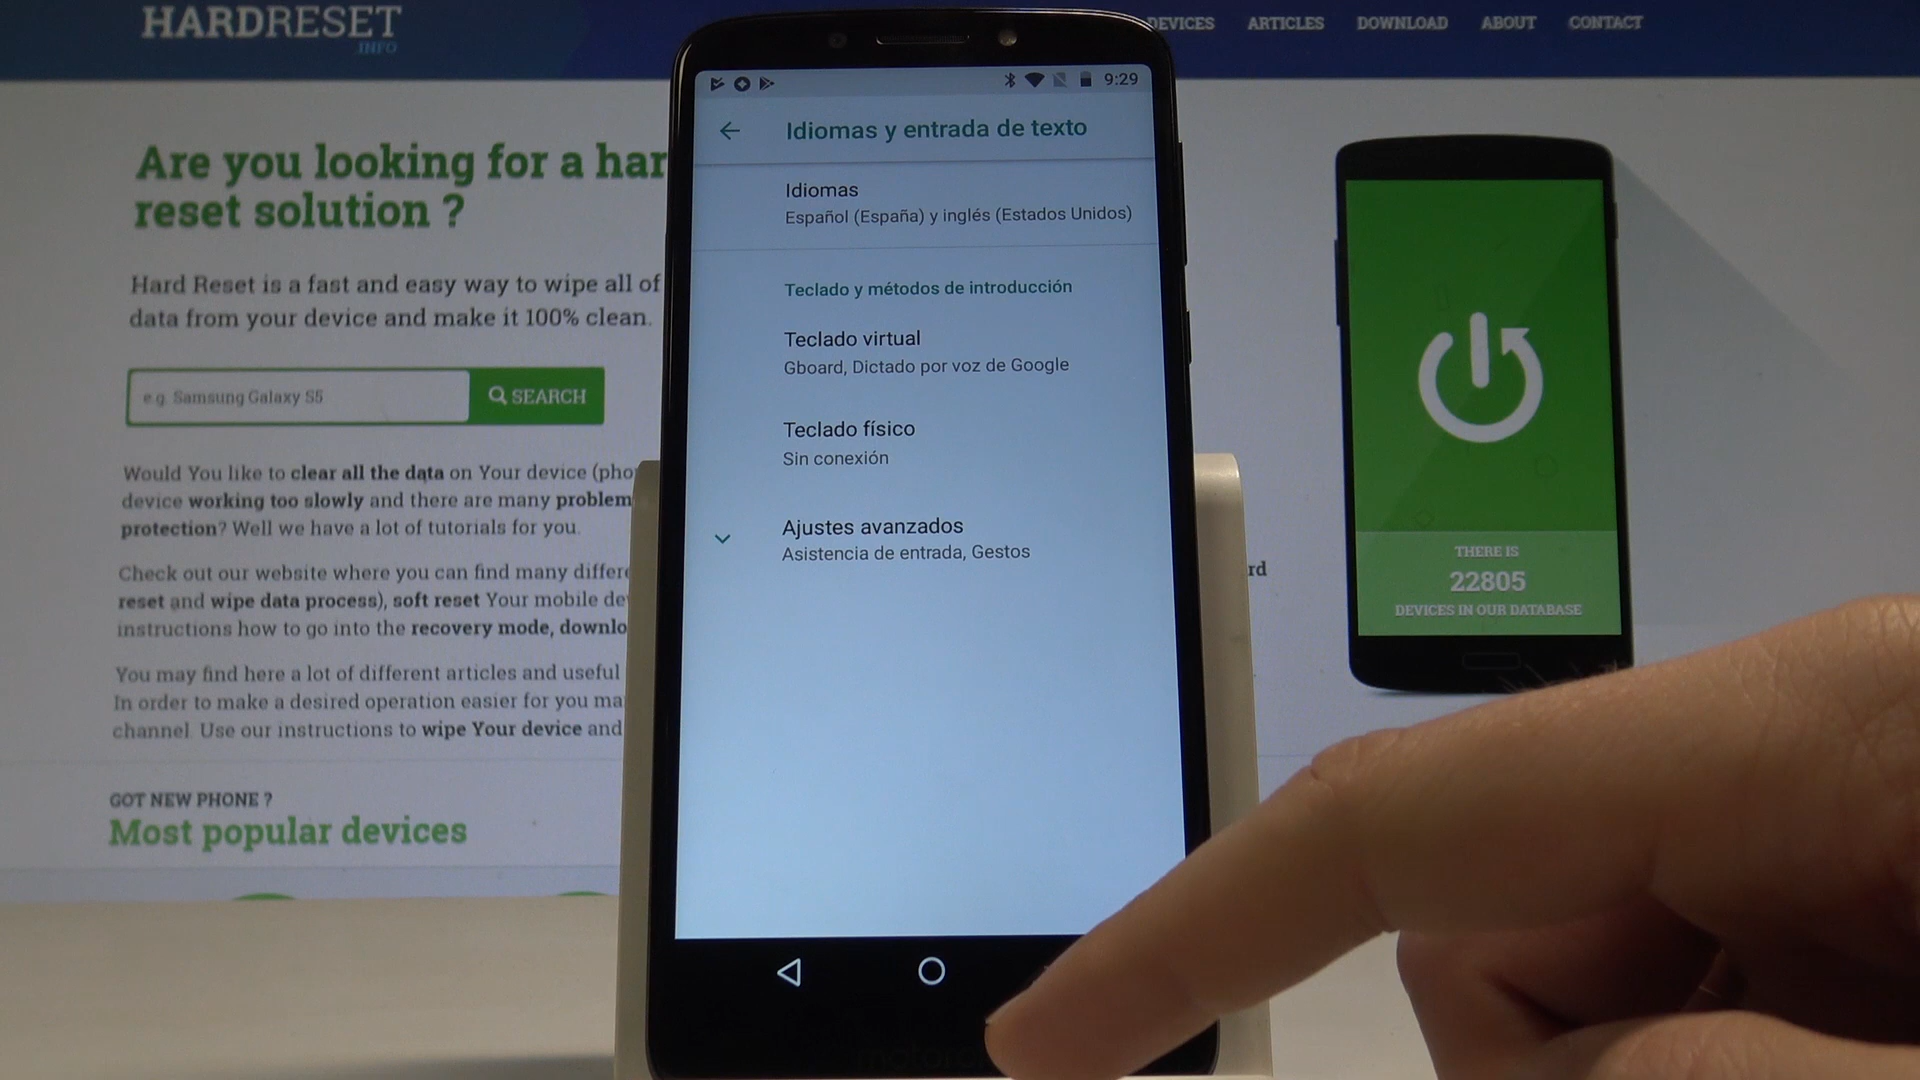 HARDRESET
.INFO
DEVICES ARTICLES DOWNLOAD ABOUT CONTACT
Are you looking for a har
reset solution ?
Hard Reset is a fast and easy way to wipe all of
data from your device and make it 100% clean.
e.g. Samsung Galaxy S5
SEARCH
Would You like to clear all the data on Your device (pho
device working too slowly and there are many problem
protection? Well we have a lot of tutorials for you.
Check out our website where you can find many differe
reset and wipe data process), soft reset Your mobile de
instructions how to go into the recovery mode, downlo
You may find here a lot of different articles and useful
In order to make a desired operation easier for you ma
channel. Use our instructions to wipe Your device and
GOT NEW PHONE ?
Most popular devices
9:29
Idiomas y entrada de texto
Idiomas
Español (España) y inglés (Estados Unidos)
Teclado y métodos de introducción
Teclado virtual
Gboard, Dictado por voz de Google
Teclado físico
Sin conexión
Ajustes avanzados
Asistencia de entrada, Gestos
rd
THERE IS
22805
DEVICES IN OUR DATABASE